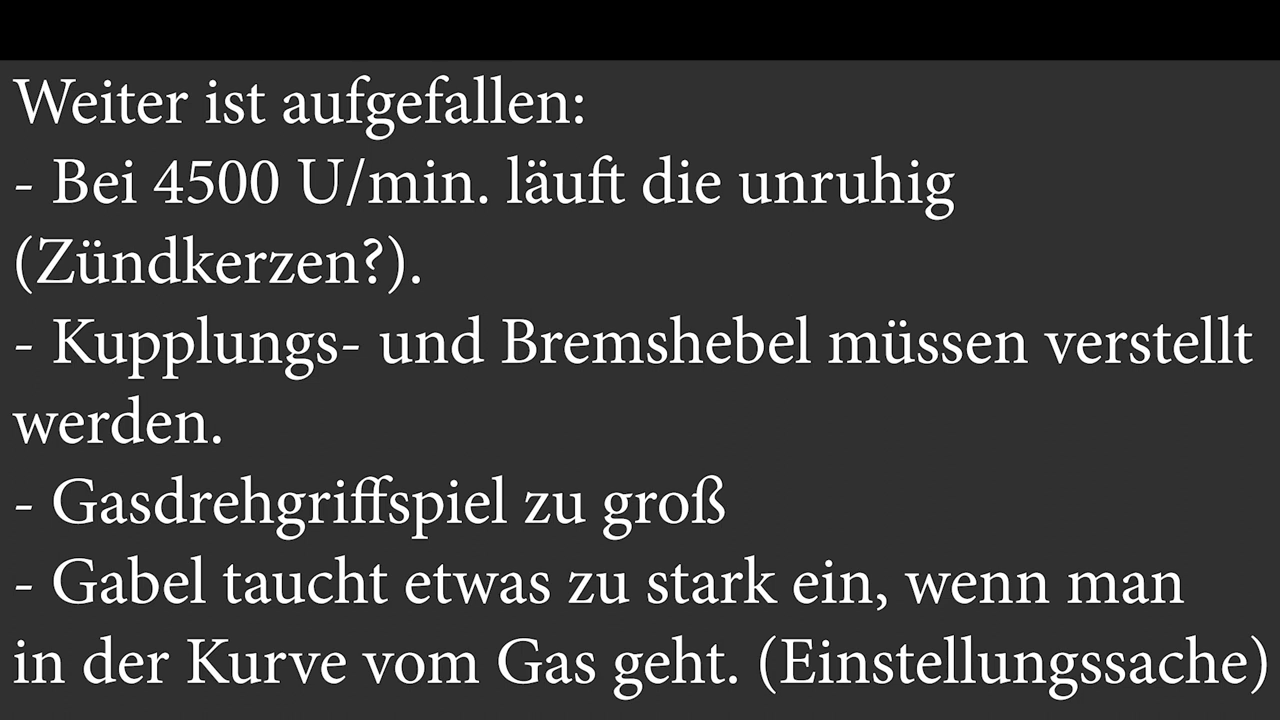 Weiter ist aufgefallen:
- Bei 4500 U/min. läuft die unruhig
(Zündkerzen?).
- Kupplungs- und Bremshebel müssen verstellt
werden.
- Gasdrehgriffspiel zu groß
- Gabel taucht etwas zu stark ein, wenn man
in der Kurve vom Gas geht. (Einstellungssache)